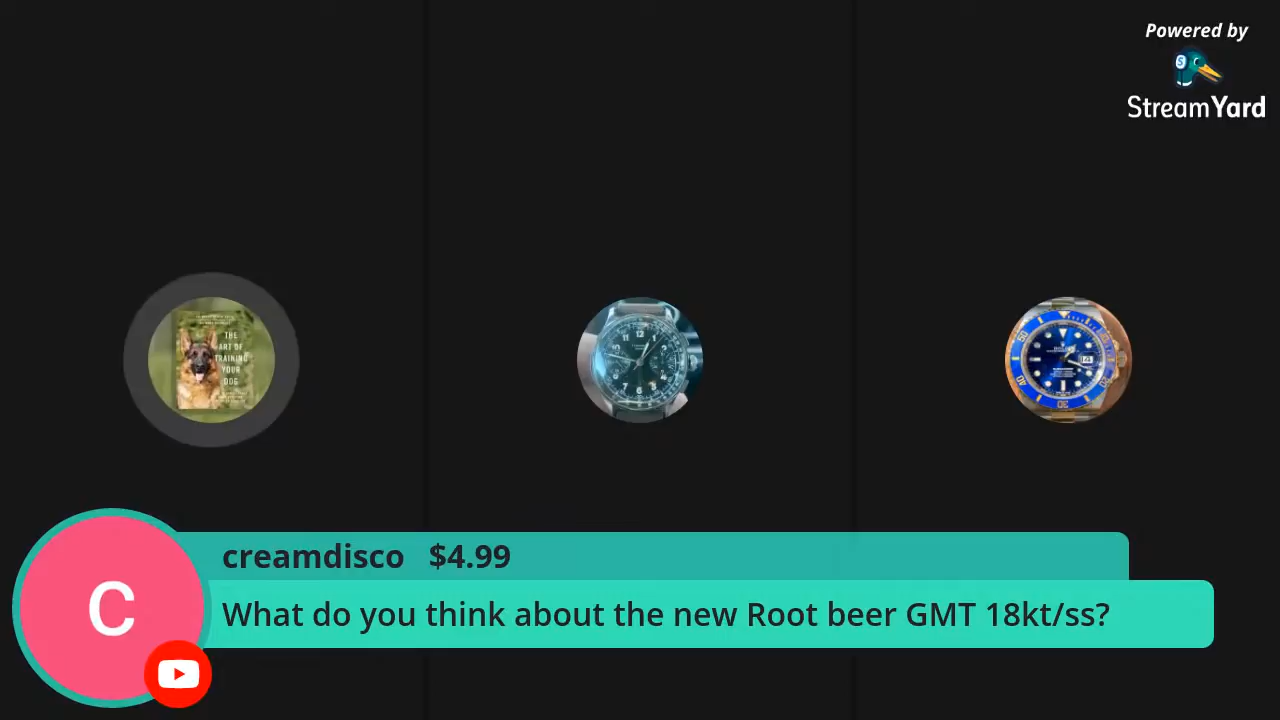 Powered by
StreamYard
THE
ART OF
TRAINING
YOUR
DOG
creamdisco $4.99
What do you think about the new Root beer GMT 18kt/ss?
C